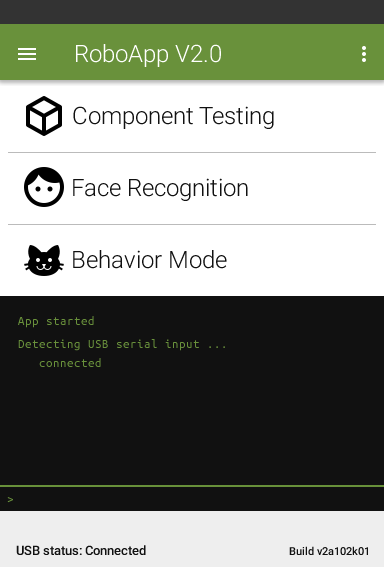 RoboApp V2.0
Component Testing
Face Recognition
Behavior Mode
App started
Detecting USB serial input ...
connected
>
USB status: Connected
Build v2a102k01